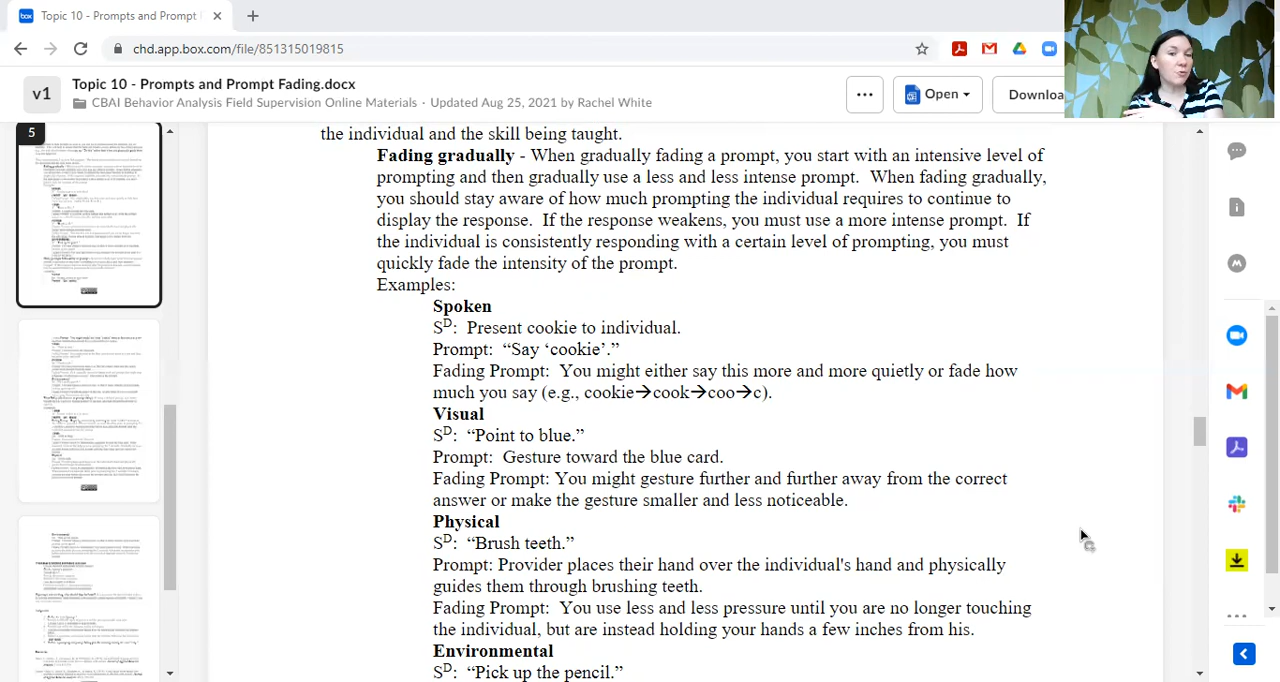 Topic 10 - Prompts and Prompt
chd.app.box.com/file/851315019815
v1
Topic 10 - Prompts and Prompt Fading.docx
CBAI Behavior Analysis Field Supervision Online Materials · Updated Aug 25, 2021 by Rachel White
Open
Downloa
5
the individual and the skill being taught.
Fading gradually - When gradually fading a prompt, you start with an intensive level of
prompting and then gradually use a less and less intense prompt. When fading gradually,
you should stay aware of how much prompting the individual requires to continue to
display the response. If the response weakens, you must use a more intense prompt. If
the individual is consistently responding with a certain level of prompting, you must
quickly fade the intensity of the prompt.
Examples:
Spoken
Sᴰ: Present cookie to individual.
Prompt: "Say 'cookie'."
Fading Prompt: You might either say this more and more quietly or fade how
much you say (e.g., cookie→cook→coo→c).
Visual
Sᴰ: "Point to blue."
Prompt: Gesture toward the blue card.
Fading Prompt: You might gesture further and further away from the correct
answer or make the gesture smaller and less noticeable.
Physical
Sᴰ: "Brush teeth."
Prompt: Provider places their hand over the individual's hand and physically
guides the motion of brushing teeth.
Fading Prompt: You use less and less pressure until you are no longer touching
the individual's hand but are instead holding your hand a few inches from his.
Environmental
Sᴰ: "Pick up the pencil."